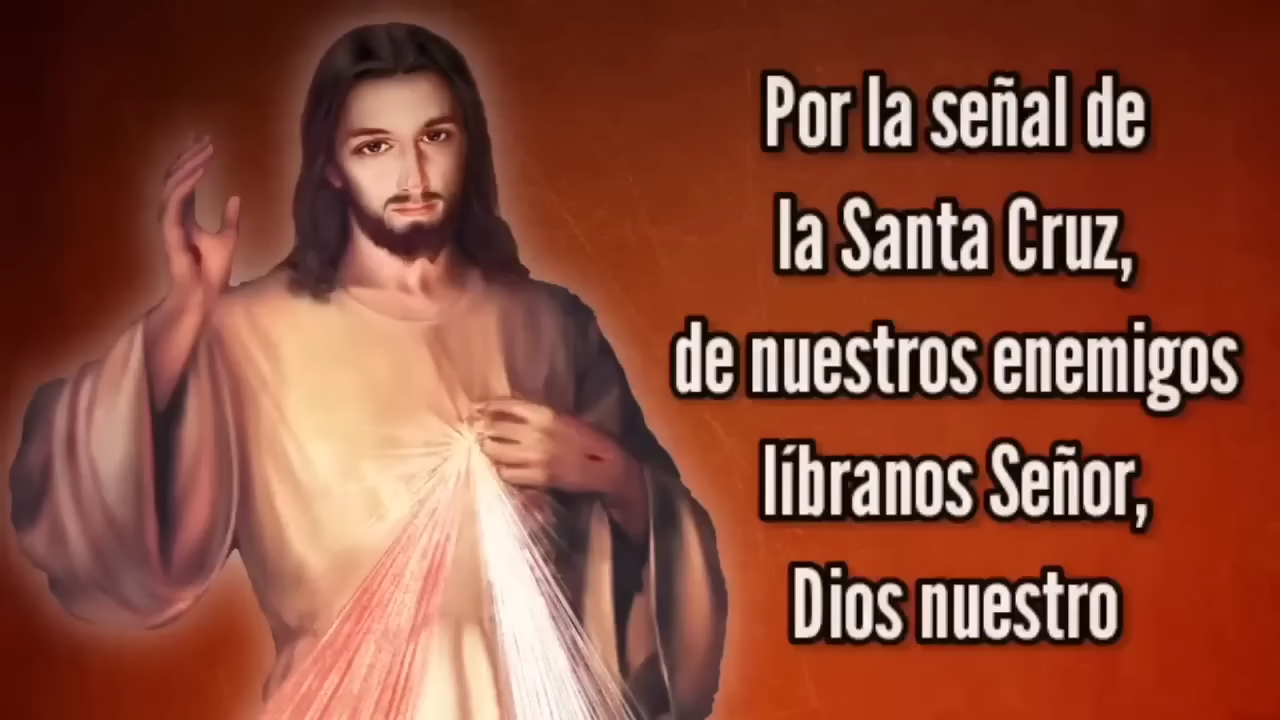 Por la señal de
la Santa Cruz,
de nuestros enemigos
líbranos Señor,
Dios nuestro